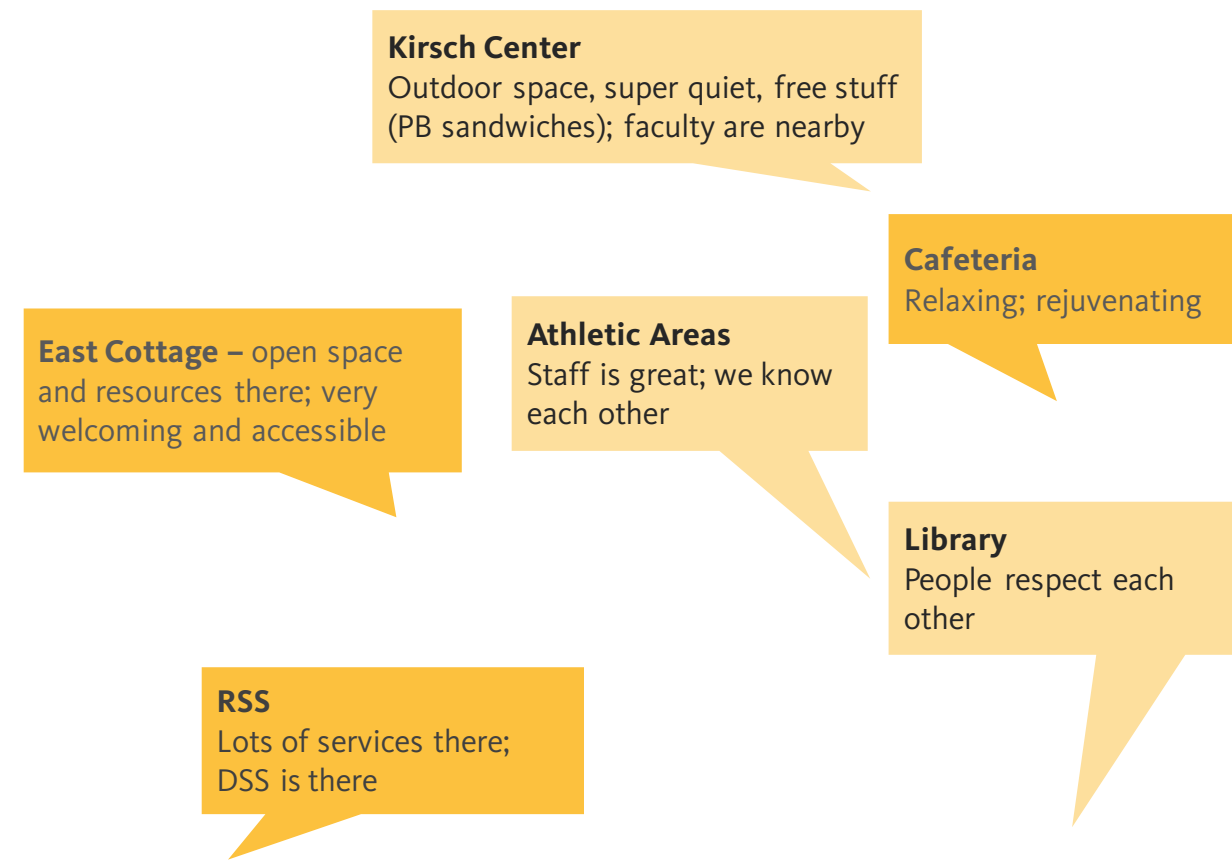 Kirsch Center
Outdoor space, super quiet, free stuff
(PB sandwiches); faculty are nearby
Cafeteria
Relaxing; rejuvenating
East Cottage – open space
and resources there; very
welcoming and accessible
Athletic Areas
Staff is great; we know
each other
Library
People respect each
other
RSS
Lots of services there;
DSS is there